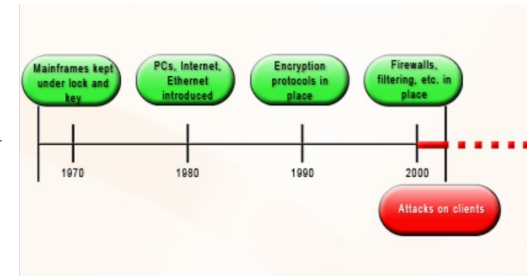 Mainframes kept
under lock and
key
PCs, Internet,
Ethernet
introduced
Encryption
protocols in
place
Firewalls,
filtering, etc. in
place
1970
1980
1990
2000
Attacks on clients